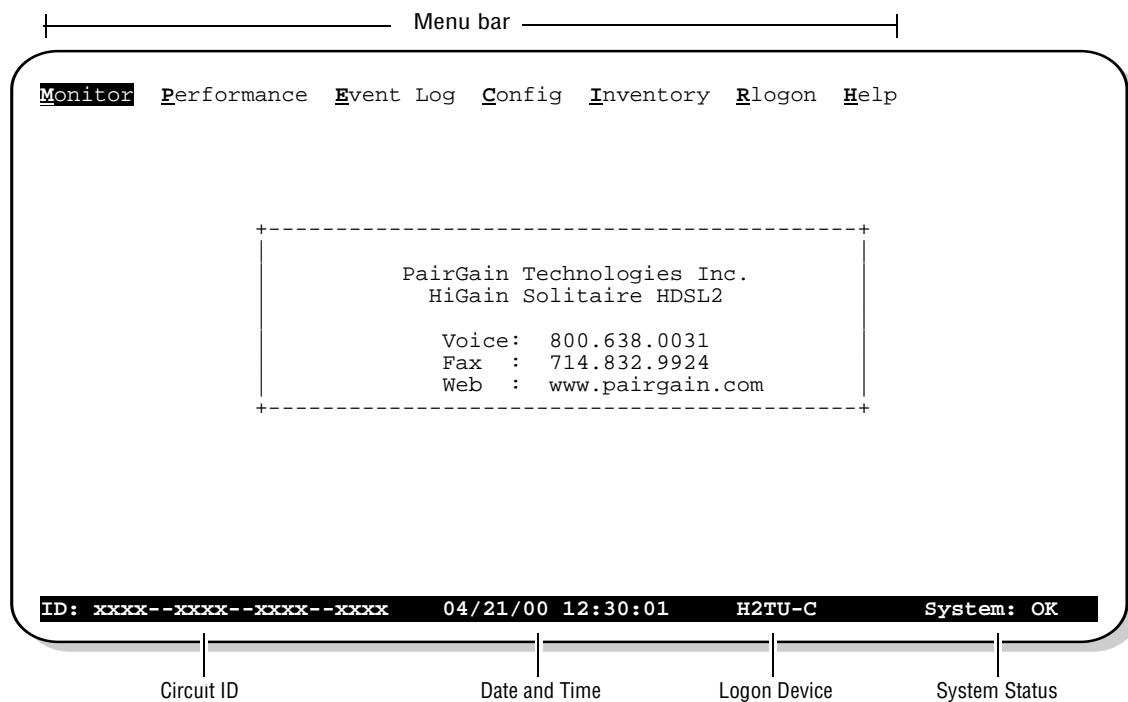 Menu bar
Monitor Performance Event Log Config Inventory Rlogon Help
PairGain Technologies Inc.
HiGain Solitaire HDSL2
Voice: 800.638.0031
Fax : 714.832.9924
Web : www.pairgain.com
ID: xxxx--xxxx--xxxx--xxxx 04/21/00 12:30:01 H2TU-C System: OK
Circuit ID Date and Time Logon Device System Status